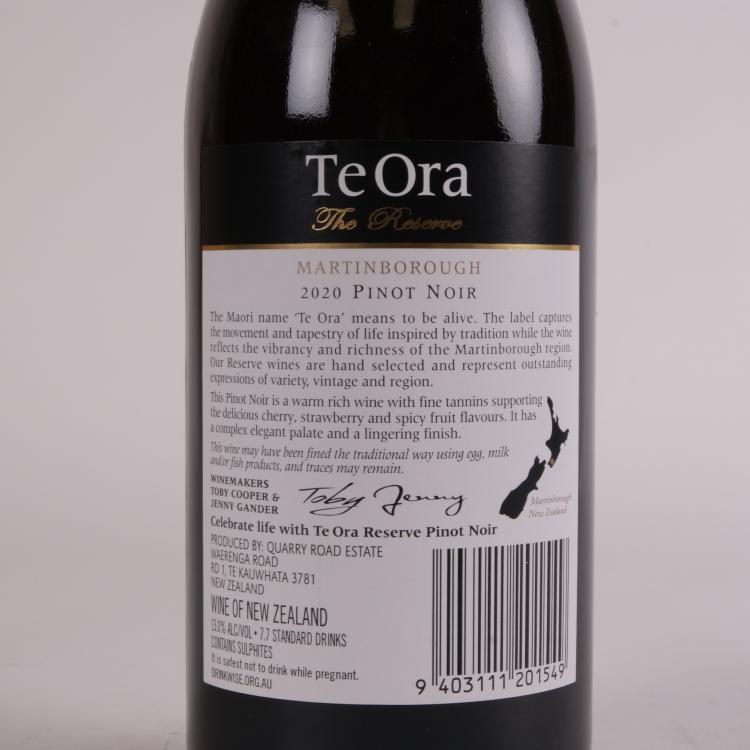 Te Ora
The Reserve
MARTINBOROUGH
2020 PINOT NOIR
The Maori name 'Te Ora' means to be alive. The label captures
the movement and tapestry of life inspired by tradition while the wine
reflects the vibrancy and richness of the Martinborough region.
Our Reserve wines are hand selected and represent outstanding
expressions of variety, vintage and region.
This Pinot Noir is a warm rich wine with fine tannins supporting
the delicious cherry, strawberry and spicy fruit flavours. It has
a complex elegant palate and a lingering finish.
This wine may have been fined the traditional way using egg, milk
and/or fish products, and traces may remain.
WINEMAKERS
TOBY COOPER &
JENNY GANDER
Toby Jenny
Martinborough
New Zealand
Celebrate life with Te Ora Reserve Pinot Noir
PRODUCED BY: QUARRY ROAD ESTATE
WAERENGA ROAD
RD 1, TE KAUWHATA 3781
NEW ZEALAND
WINE OF NEW ZEALAND
13.0% ALC/VOL • 7.7 STANDARD DRINKS
CONTAINS SULPHITES
It is safest not to drink while pregnant.
DRINKWISE.ORG.AU
9 403111 201549